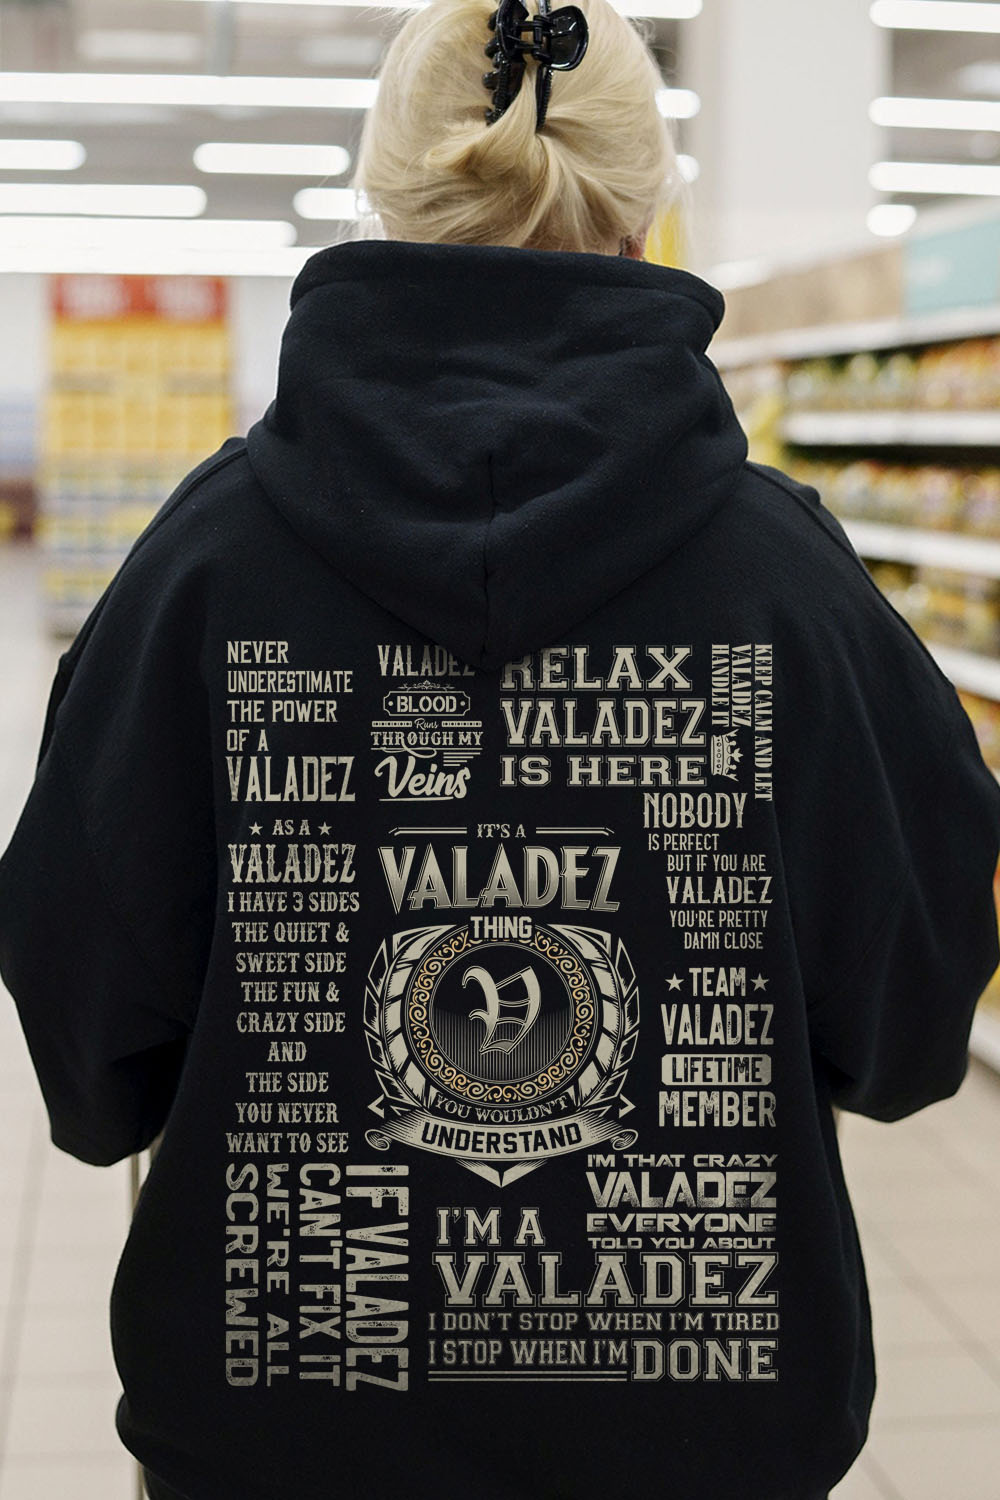 NEVER
UNDERESTIMATE
THE POWER
OF A
VALADEZ
VALADEZ
BLOOD
Runs
THROUGH MY
Veins
RELAX
VALADEZ
IS HERE
KEEP CALM AND LET
VALADEZ
HANDLE IT
NOBODY
IS PERFECT
BUT IF YOU ARE
VALADEZ
YOU'RE PRETTY
DAMN CLOSE
AS A
VALADEZ
I HAVE 3 SIDES
THE QUIET &
SWEET SIDE
THE FUN &
CRAZY SIDE
AND
THE SIDE
YOU NEVER
WANT TO SEE
IT'S A
VALADEZ
THING
V
YOU WOULDN'T
UNDERSTAND
TEAM
VALADEZ
LIFETIME
MEMBER
IF VALADEZ
CAN'T FIX IT
WE'RE ALL
SCREWED
I'M THAT CRAZY
VALADEZ
EVERYONE
TOLD YOU ABOUT
I'M A
VALADEZ
I DON'T STOP WHEN I'M TIRED
I STOP WHEN I'M DONE